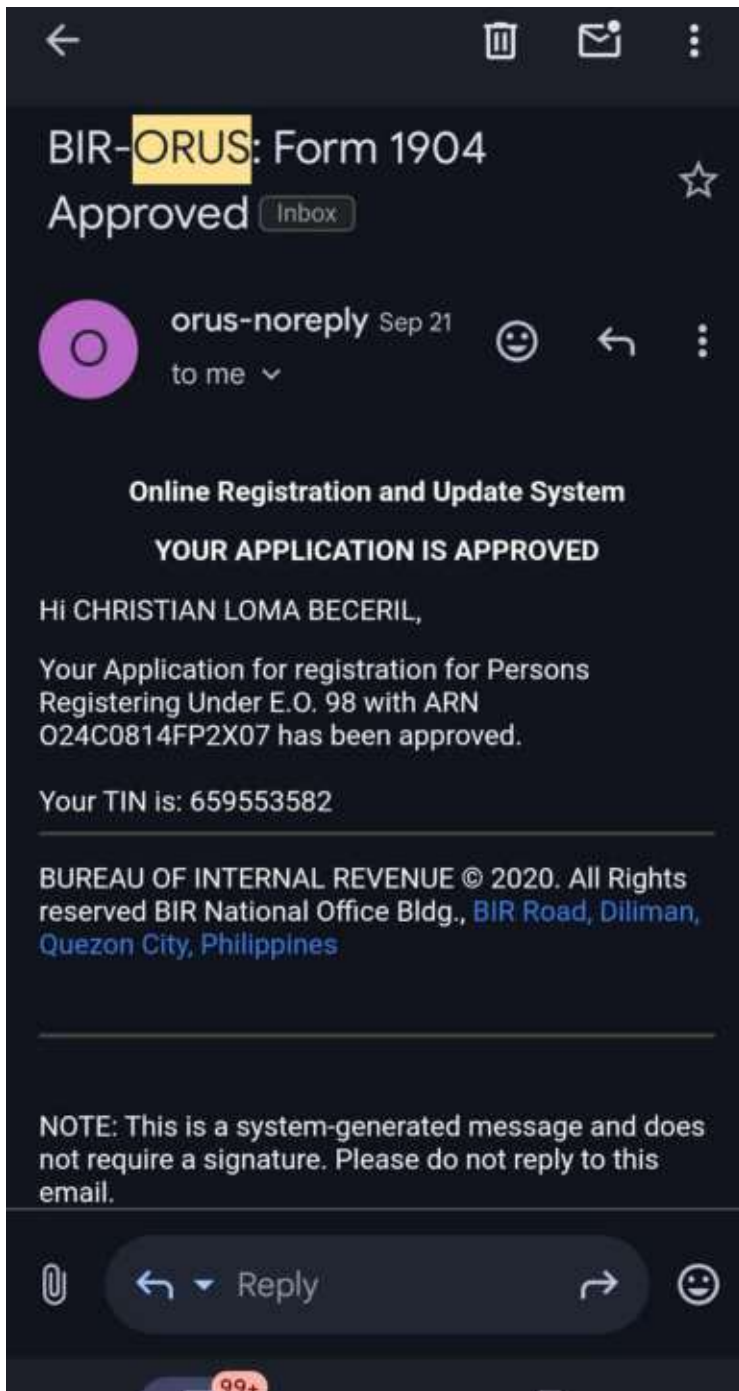 BIR-ORUS: Form 1904
Approved Inbox
orus-noreply Sep 21
O
to me
Online Registration and Update System
YOUR APPLICATION IS APPROVED
Hi CHRISTIAN LOMA BECERIL,
Your Application for registration for Persons
Registering Under E.O. 98 with ARN
O24C0814FP2X07 has been approved.
Your TIN is: 659553582
BUREAU OF INTERNAL REVENUE © 2020. All Rights
reserved BIR National Office Bldg., BIR Road, Diliman,
Quezon City, Philippines
NOTE: This is a system-generated message and does
not require a signature. Please do not reply to this
email.
Reply
99+